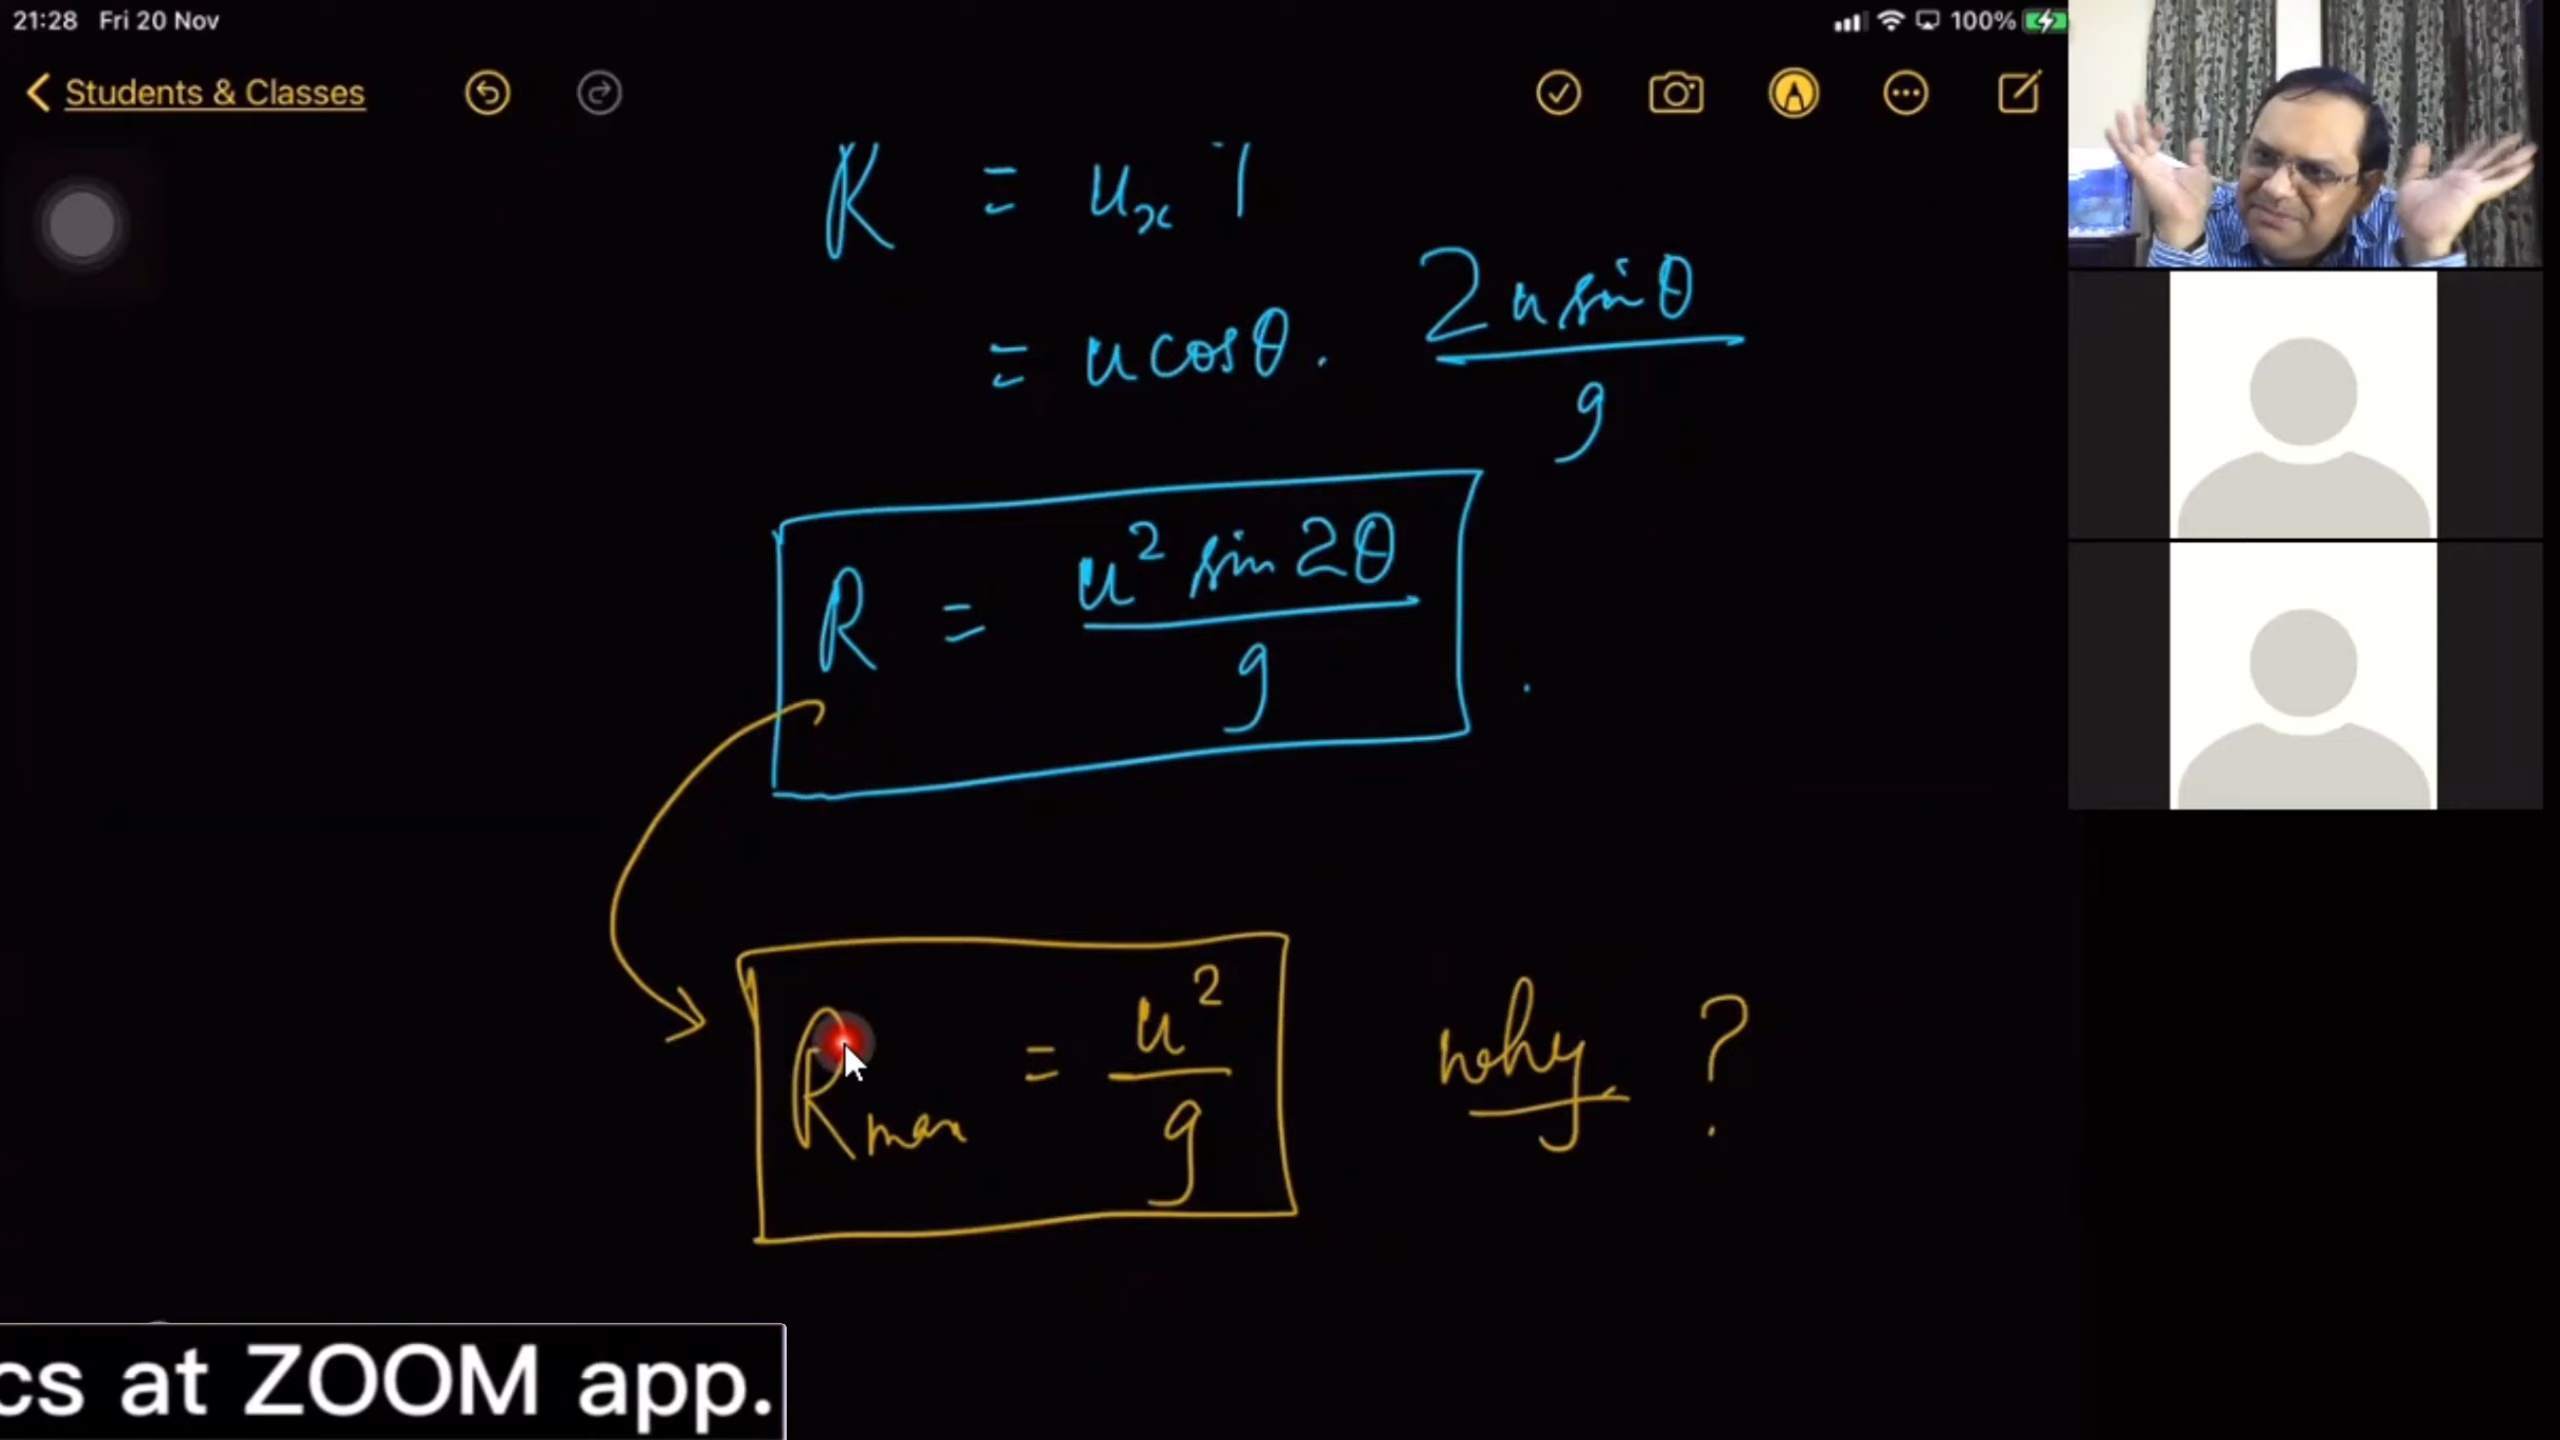 21:28 Fri 20 Nov 100%
Students & Classes
R = uₓ T
= u cosθ . 2 u sinθ / g
R = u² sin 2θ / g .
Rmax = u² / g why ?
cs at ZOOM app.